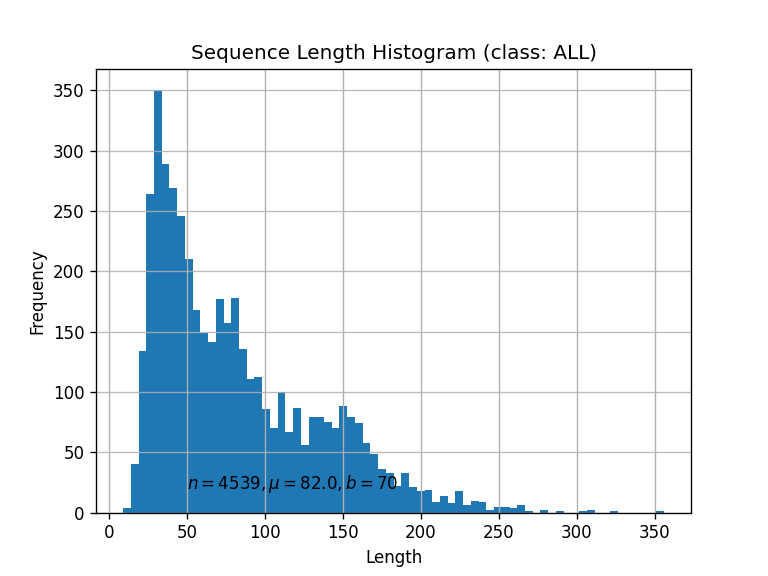 Sequence Length Histogram (class: ALL)
350
300
250
200
150
100
50
0
Frequency
n = 4539, μ = 82.0, b = 70
0 50 100 150 200 250 300 350
Length